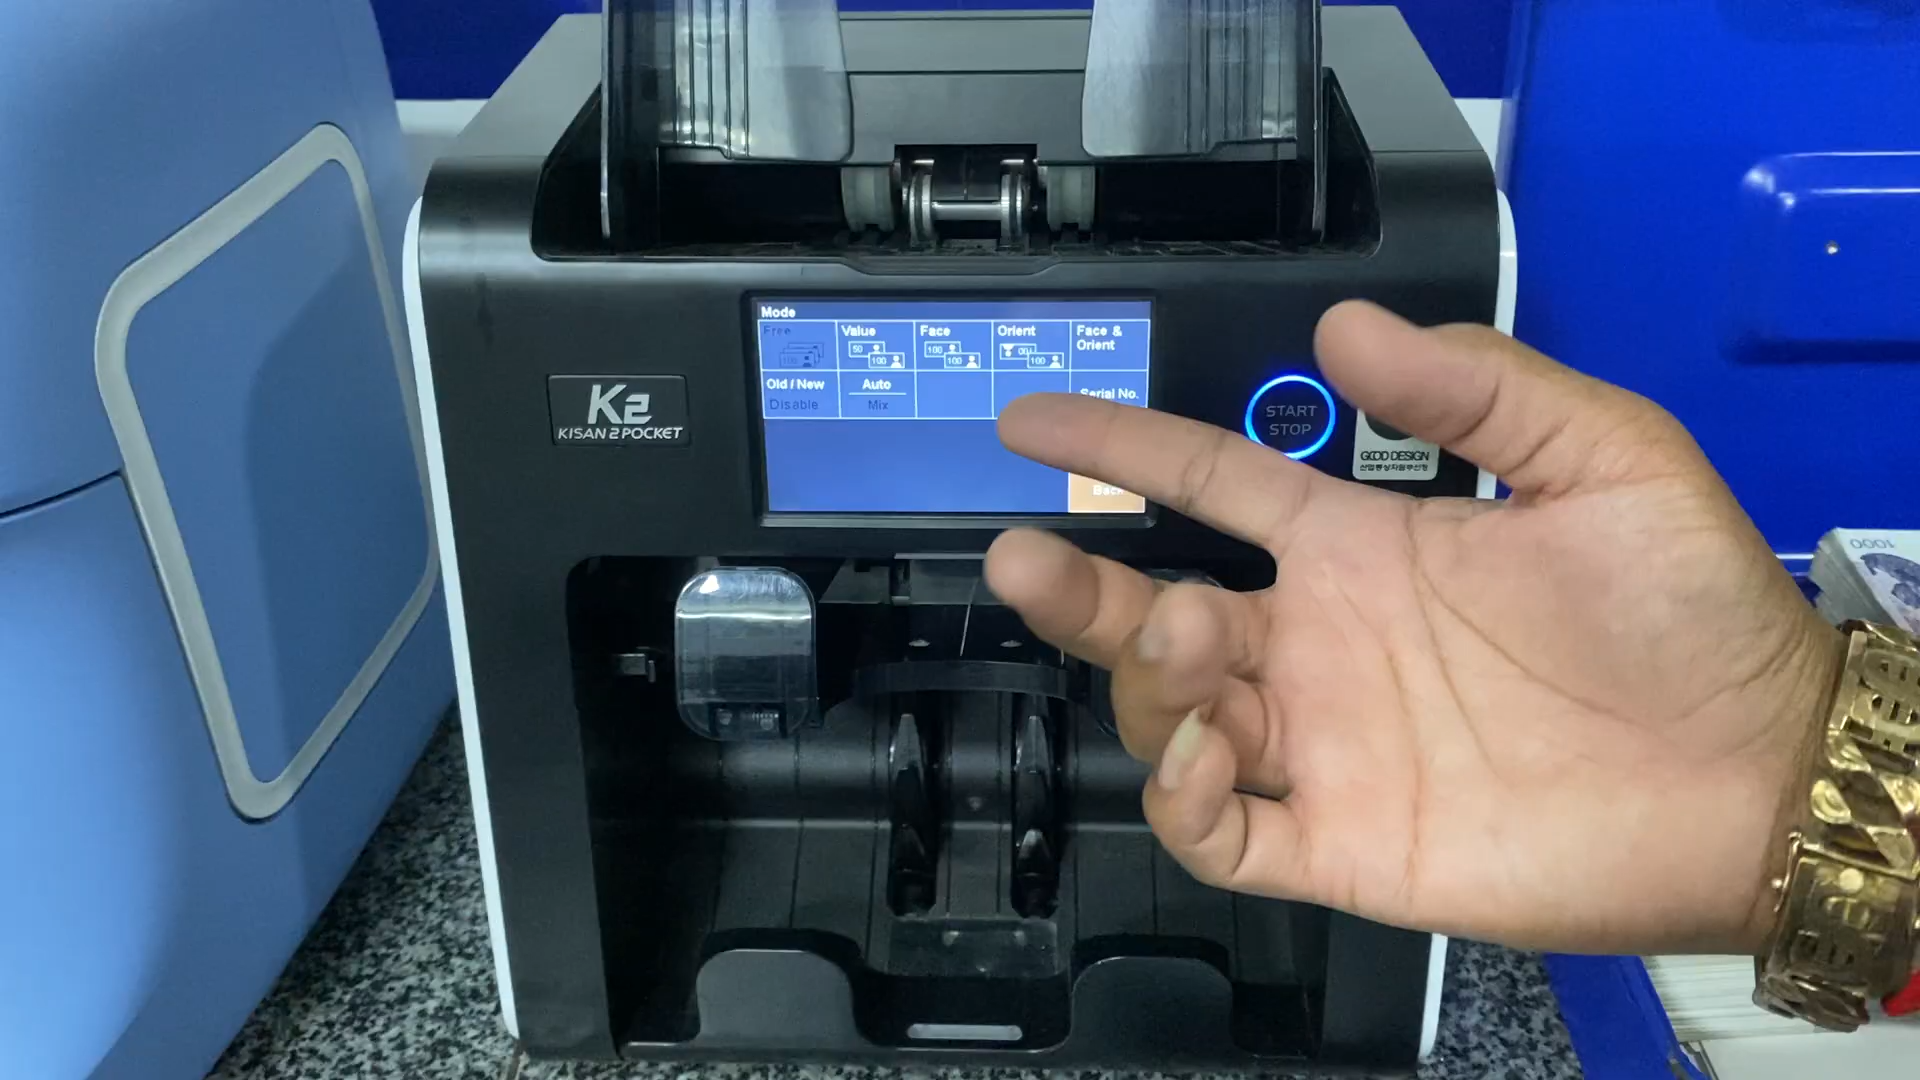 Mode
Free
Value
Face
Orient
Face &
Orient
50
100
100
100
100
Old / New
Disable
Auto
Mix
Serial No.
Back
K2
KISAN 2 POCKET
START
STOP
GOOD DESIGN
1000